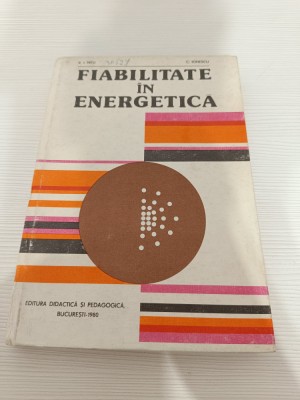 FIABILITATE
ÎN
ENERGETICA
EDITURA DIDACTICĂ ȘI PEDAGOGICĂ,
BUCUREȘTI-1980